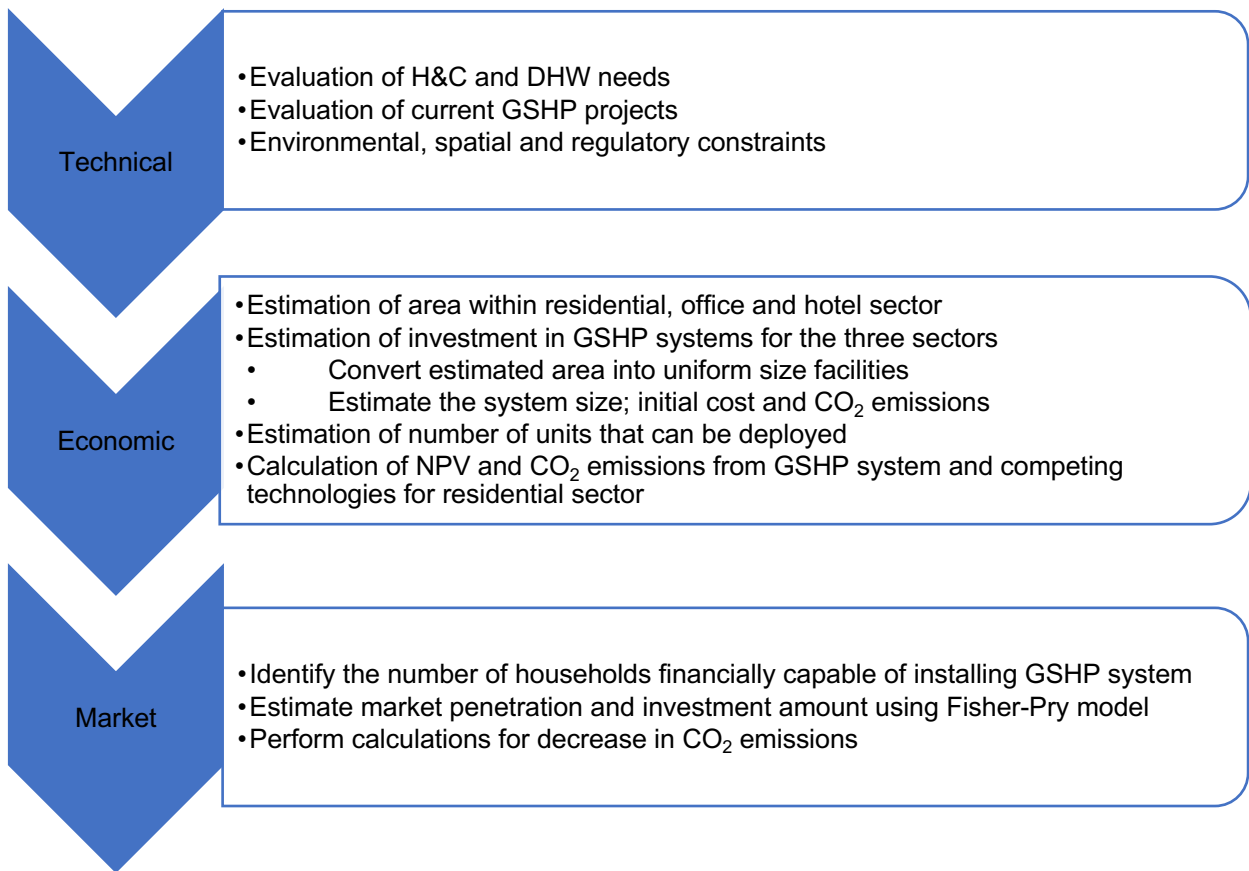 Technical
•Evaluation of H&C and DHW needs
•Evaluation of current GSHP projects
•Environmental, spatial and regulatory constraints
Economic
•Estimation of area within residential, office and hotel sector
•Estimation of investment in GSHP systems for the three sectors
• Convert estimated area into uniform size facilities
• Estimate the system size; initial cost and CO₂ emissions
•Estimation of number of units that can be deployed
•Calculation of NPV and CO₂ emissions from GSHP system and competing
technologies for residential sector
Market
•Identify the number of households financially capable of installing GSHP system
•Estimate market penetration and investment amount using Fisher-Pry model
•Perform calculations for decrease in CO₂ emissions